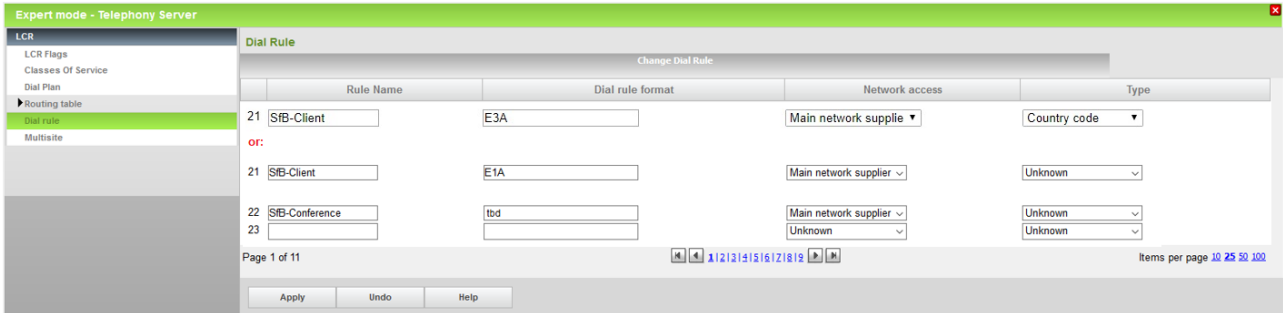 Expert mode - Telephony Server
LCR
LCR Flags
Classes Of Service
Dial Plan
Routing table
Dial rule
Multisite
Dial Rule
Change Dial Rule
Rule Name Dial rule format Network access Type
21 SfB-Client E3A Main network supplie Country code
or:
21 SfB-Client E1A Main network supplier Unknown
22 SfB-Conference tbd Main network supplier Unknown
23 Unknown Unknown
Page 1 of 11 1|2|3|4|5|6|7|8|9 Items per page 10 25 50 100
Apply Undo Help